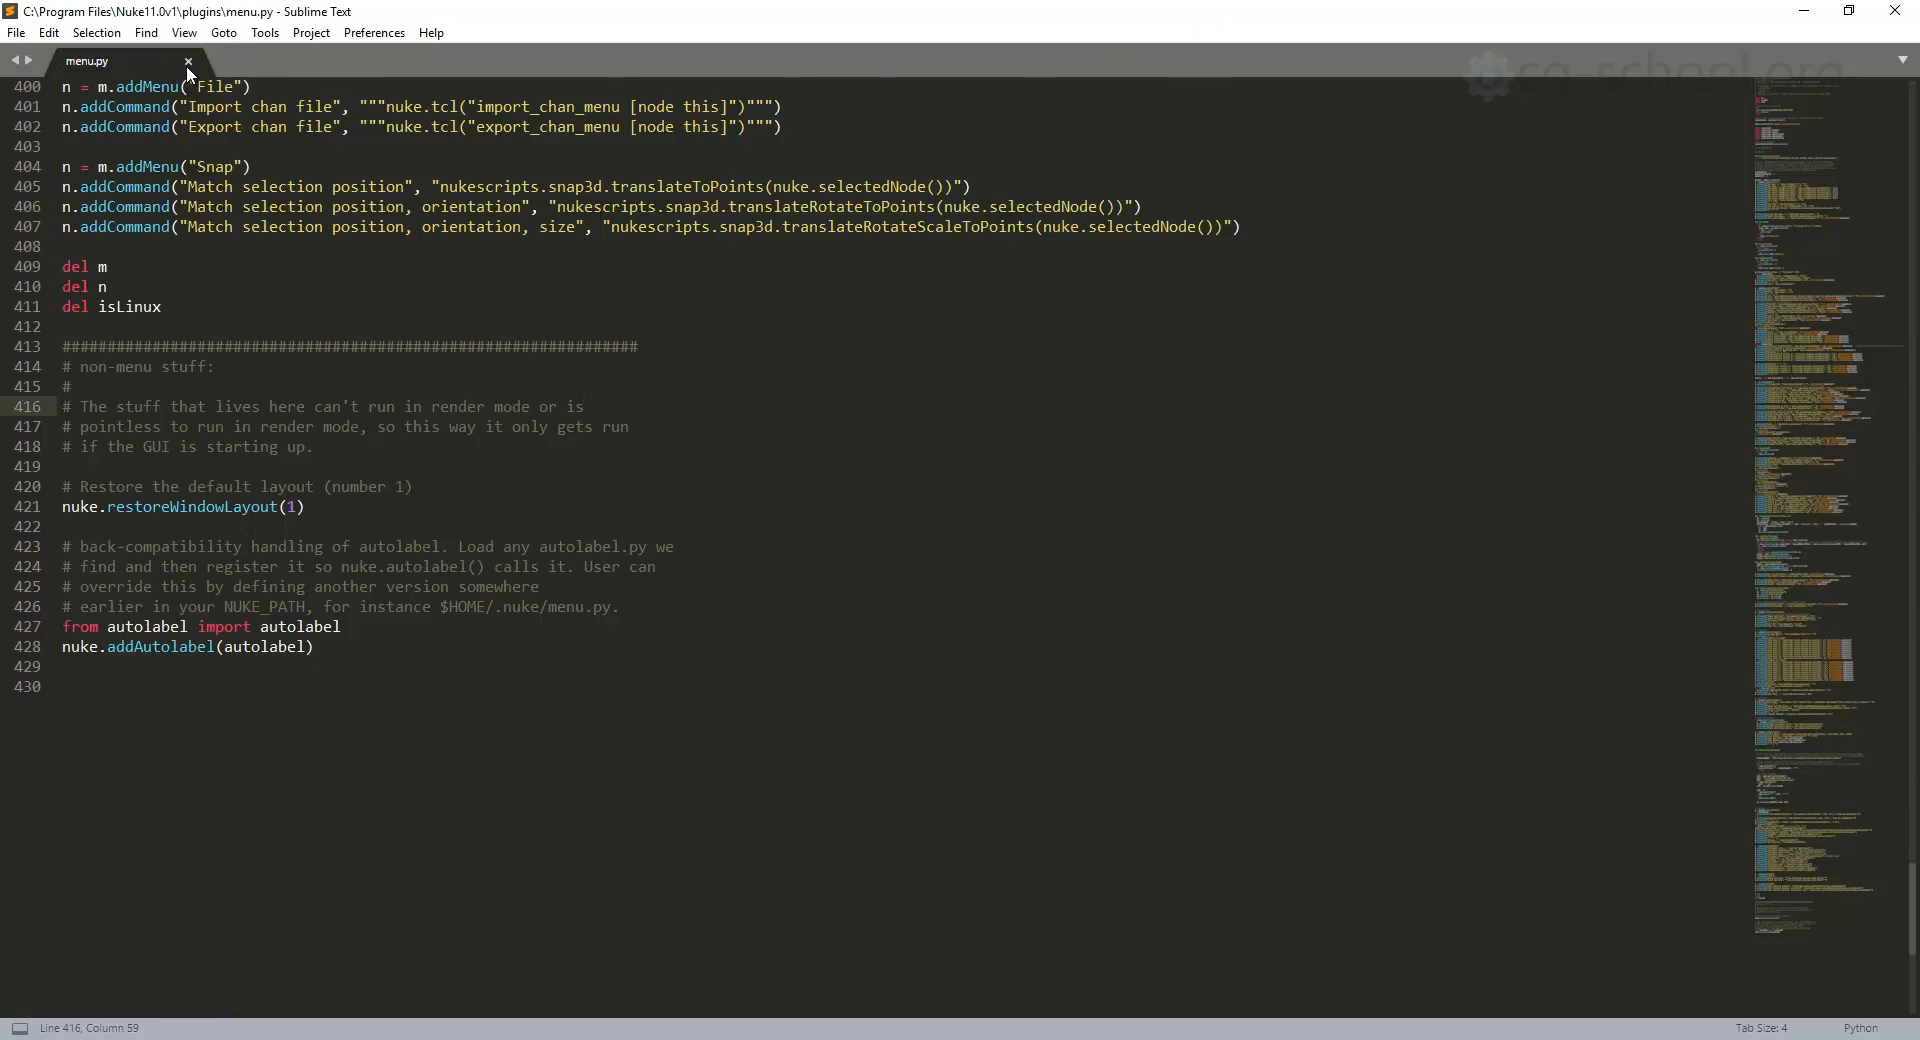 C:\Program Files\Nuke11.0v1\plugins\menu.py - Sublime Text
File Edit Selection Find View Goto Tools Project Preferences Help
menu.py
cg-school.org
400 n = m.addMenu("File")
401 n.addCommand("Import chan file", """nuke.tcl("import_chan_menu [node this]")""")
402 n.addCommand("Export chan file", """nuke.tcl("export_chan_menu [node this]")""")
403
404 n = m.addMenu("Snap")
405 n.addCommand("Match selection position", "nukescripts.snap3d.translateToPoints(nuke.selectedNode())")
406 n.addCommand("Match selection position, orientation", "nukescripts.snap3d.translateRotateToPoints(nuke.selectedNode())")
407 n.addCommand("Match selection position, orientation, size", "nukescripts.snap3d.translateRotateScaleToPoints(nuke.selectedNode())")
408
409 del m
410 del n
411 del isLinux
412
413 ################################################################
414 # non-menu stuff:
415 #
416 # The stuff that lives here can't run in render mode or is
417 # pointless to run in render mode, so this way it only gets run
418 # if the GUI is starting up.
419
420 # Restore the default layout (number 1)
421 nuke.restoreWindowLayout(1)
422
423 # back-compatibility handling of autolabel. Load any autolabel.py we
424 # find and then register it so nuke.autolabel() calls it. User can
425 # override this by defining another version somewhere
426 # earlier in your NUKE_PATH, for instance $HOME/.nuke/menu.py.
427 from autolabel import autolabel
428 nuke.addAutolabel(autolabel)
429
430
Line 416, Column 59
Tab Size: 4
Python